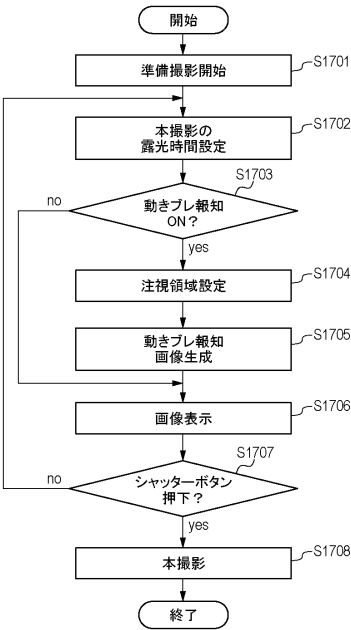 開始
準備撮影開始
S1701
本撮影の
露光時間設定
S1702
動きブレ報知
ON？
S1703
no
yes
注視領域設定
S1704
動きブレ報知
画像生成
S1705
画像表示
S1706
シャッターボタン
押下？
S1707
no
yes
本撮影
S1708
終了